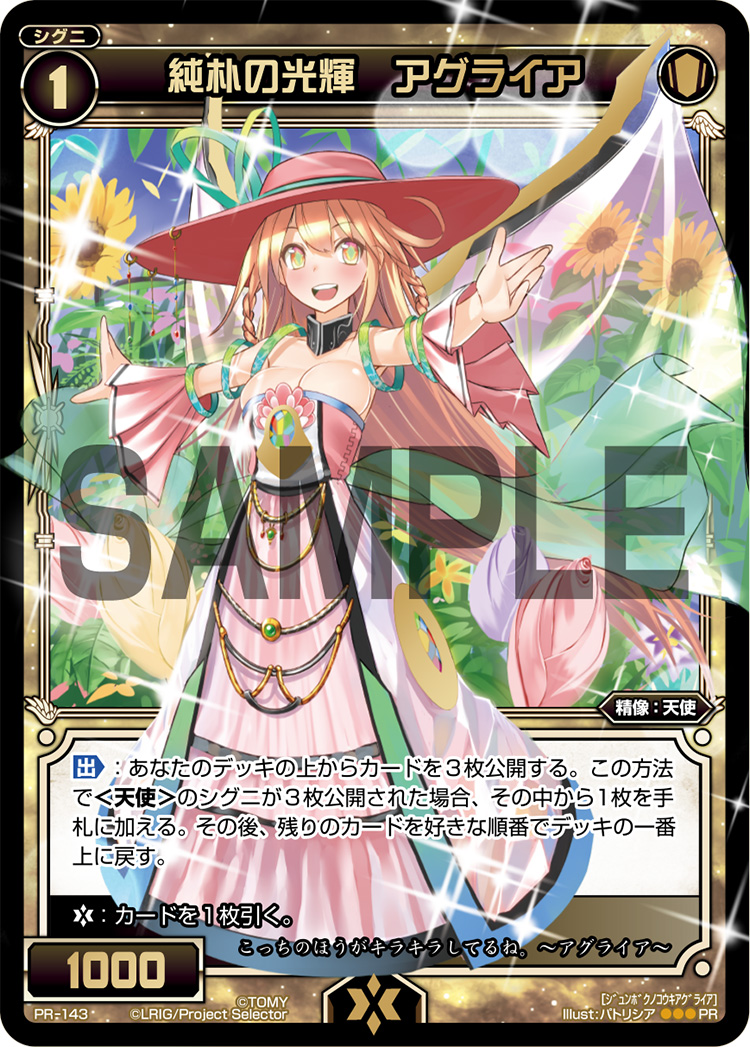 シグニ
1
純朴の光輝　アグライア
SAMPLE
精像：天使
出：あなたのデッキの上からカードを３枚公開する。この方法
で＜天使＞のシグニが３枚公開された場合、その中から１枚を手
札に加える。その後、残りのカードを好きな順番でデッキの一番
上に戻す。
：カードを１枚引く。
こっちのほうがキラキラしてるね。～アグライア～
1000
PR-143
©TOMY
©LRIG/Project Selector
[ｼﾞｭﾝﾎﾞｸﾉｺｳｷｱｸﾞﾗｲｱ]
Illust:パトリシア
PR